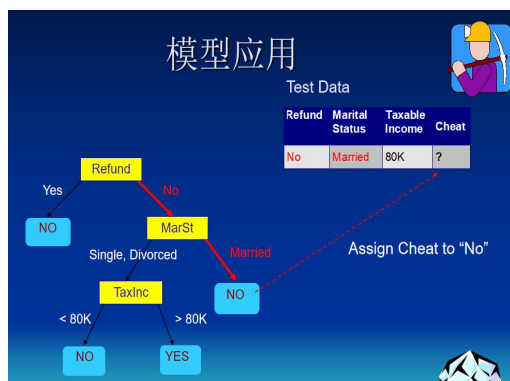 模型应用
Test Data
Refund Marital Status Taxable Income Cheat
No Married 80K ?
Refund
Yes No
NO MarSt
Single, Divorced Married
Assign Cheat to “No”
TaxInc NO
< 80K > 80K
NO YES